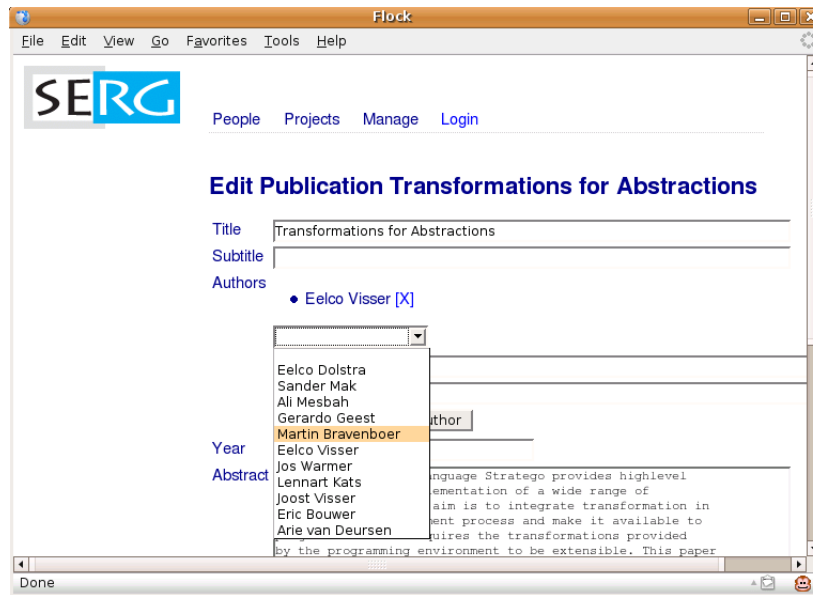 Flock
File Edit View Go Favorites Tools Help
SERG
People Projects Manage Login
Edit Publication Transformations for Abstractions
Title Transformations for Abstractions
Subtitle
Authors
• Eelco Visser [X]
Eelco Dolstra
Sander Mak
Ali Mesbah
Gerardo Geest
uthor
Martin Bravenboer
Year
Eelco Visser
Jos Warmer
Abstract
nguage Stratego provides highlevel
Lennart Kats
ementation of a wide range of
Joost Visser
aim is to integrate transformation in
Eric Bouwer
ent process and make it available to
Arie van Deursen
uires the transformations provided
by the programming environment to be extensible. This paper
Done